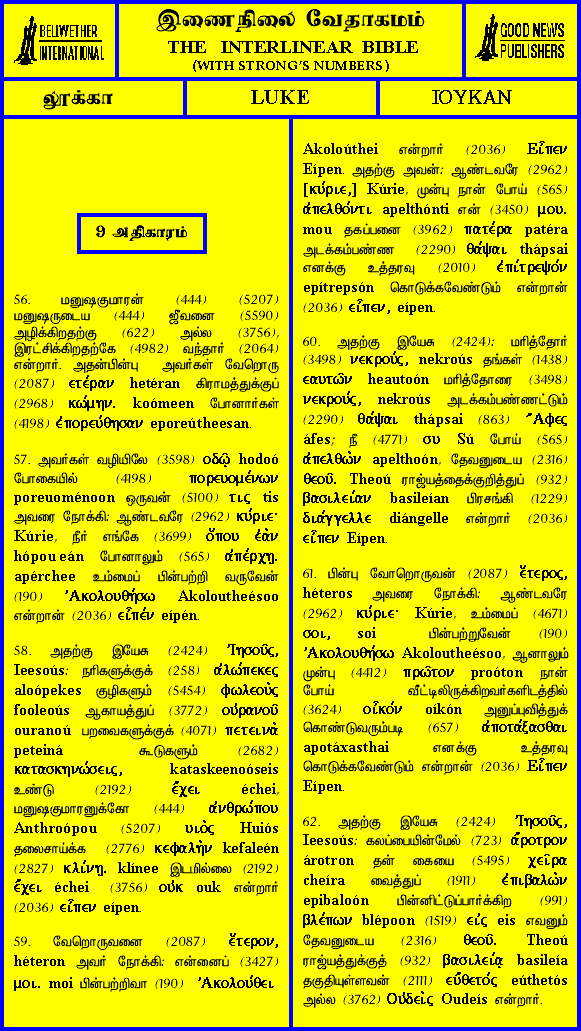 BELLWETHER
INTERNATIONAL
இணைநிலை வேதாகமம்
THE INTERLINEAR BIBLE
(WITH STRONG'S NUMBERS)
GOOD NEWS
PUBLISHERS
லூக்கா
LUKE
ΙΟΥΚΑΝ
9 அதிகாரம்
56. மனுஷகுமாரன் (444) (5207)
மனுஷருடைய (444) ஜீவனை (5590)
அழிக்கிறதற்கு (622) அல்ல (3756),
இரட்சிக்கிறதற்கே (4982) வந்தார் (2064)
என்றார். அதன்பின்பு அவர்கள் வேறொரு
(2087) ετέραν hetéran கிராமத்துக்குப்
(2968) κώμην. koómeen போனார்கள்
(4198) ἐπορεύθησαν eporeútheesan.
57. அவர்கள் வழியிலே (3598) οδῷ hodoó
போகையில் (4198) πορευομένων
poreuoménoon ஒருவன் (5100) τις tis
அவரை நோக்கி: ஆண்டவரே (2962) κύριε·
Kúrie, நீர் எங்கே (3699) ὅπου ἐὰν
hópou eán போனாலும் (565) ἀπέρχῃ.
apérchee உம்மைப் பின்பற்றி வருவேன்
(190) Ἀκολουθήσω Akoloutheésoo
என்றான் (2036) εἶπέν eípén.
58. அதற்கு இயேசு (2424) Ἰησοῦς,
Ieesoús: நரிகளுக்குக் (258) ἀλώπεκες
aloópekes குழிகளும் (5454) φωλεοὺς
fooleoús ஆகாயத்துப் (3772) οὐρανοῦ
ouranoú பறவைகளுக்குக் (4071) πετεινὰ
peteiná கூடுகளும் (2682)
κατασκηνώσεις, kataskeenoóseis
உண்டு (2192) ἔχει échei,
மனுஷகுமாரனுக்கோ (444) ἀνθρώπου
Anthroópou (5207) υιὸς Huiós
தலைசாய்க்க (2776) κεφαλὴν kefaleén
(2827) κλίνῃ. klínee இடமில்லை (2192)
ἔχει échei (3756) οὐκ ouk என்றார்
(2036) εἶπεν eípen.
59. வேறொருவனை (2087) ἕτερον,
héteron அவர் நோக்கி: என்னைப் (3427)
μοι. moi பின்பற்றிவா (190) Ἀκολούθει
Akoloúthei என்றார் (2036) Εἶπεν
Eípen. அதற்கு அவன்: ஆண்டவரே (2962)
[κύριε,] Kúrie, முன்பு நான் போய் (565)
ἀπελθόντι apelthónti என் (3450) μου.
mou தகப்பனை (3962) πατέρα patéra
அடக்கம்பண்ண (2290) θάψαι thápsai
எனக்கு உத்தரவு (2010) ἐπίτρεψόν
epítrepsón கொடுக்கவேண்டும் என்றான்
(2036) εἶπεν, eípen.
60. அதற்கு இயேசு (2424): மரித்தோர்
(3498) νεκρούς, nekroús தங்கள் (1438)
εαυτῶν heautoón மரித்தோரை (3498)
νεκρούς, nekroús அடக்கம்பண்ணட்டும்
(2290) θάψαι thápsai (863) Ἄφες
áfes; நீ (4771) συ Sú போய் (565)
ἀπελθὼν apelthoón, தேவனுடைய (2316)
θεοῦ. Theoú ராஜ்யத்தைக்குறித்துப் (932)
βασιλείαν basileían பிரசங்கி (1229)
διάγγελλε diángelle என்றார் (2036)
εἶπεν Eípen.
61. பின்பு வேறொருவன் (2087) ἕτερος,
héteros அவரை நோக்கி: ஆண்டவரே
(2962) κύριε· Kúrie, உம்மைப் (4671)
σοι, soi பின்பற்றுவேன் (190)
Ἀκολουθήσω Akoloutheésoo, ஆனாலும்
முன்பு (4412) πρῶτον proóton நான்
போய் வீட்டிலிருக்கிறவர்களிடத்தில்
(3624) οἶκόν oíkón அனுப்புவித்துக்
கொண்டுவரும்படி (657) ἀποτάξασθαι
apotáxasthai எனக்கு உத்தரவு
கொடுக்கவேண்டும் என்றான் (2036) Εἶπεν
Eípen.
62. அதற்கு இயேசு (2424) Ἰησοῦς,
Ieesoús: கலப்பையின்மேல் (723) ἄροτρον
árotron தன் கையை (5495) χεῖρα
cheíra வைத்துப் (1911) ἐπιβαλὼν
epibaloón பின்னிட்டுப்பார்க்கிற (991)
βλέπων blépoon (1519) εἰς eis எவனும்
தேவனுடைய (2316) θεοῦ. Theoú
ராஜ்யத்துக்குத் (932) βασιλείᾳ basileía
தகுதியுள்ளவன் (2111) εὔθετός eúthetós
அல்ல (3762) Οὐδεὶς Oudeís என்றார்.